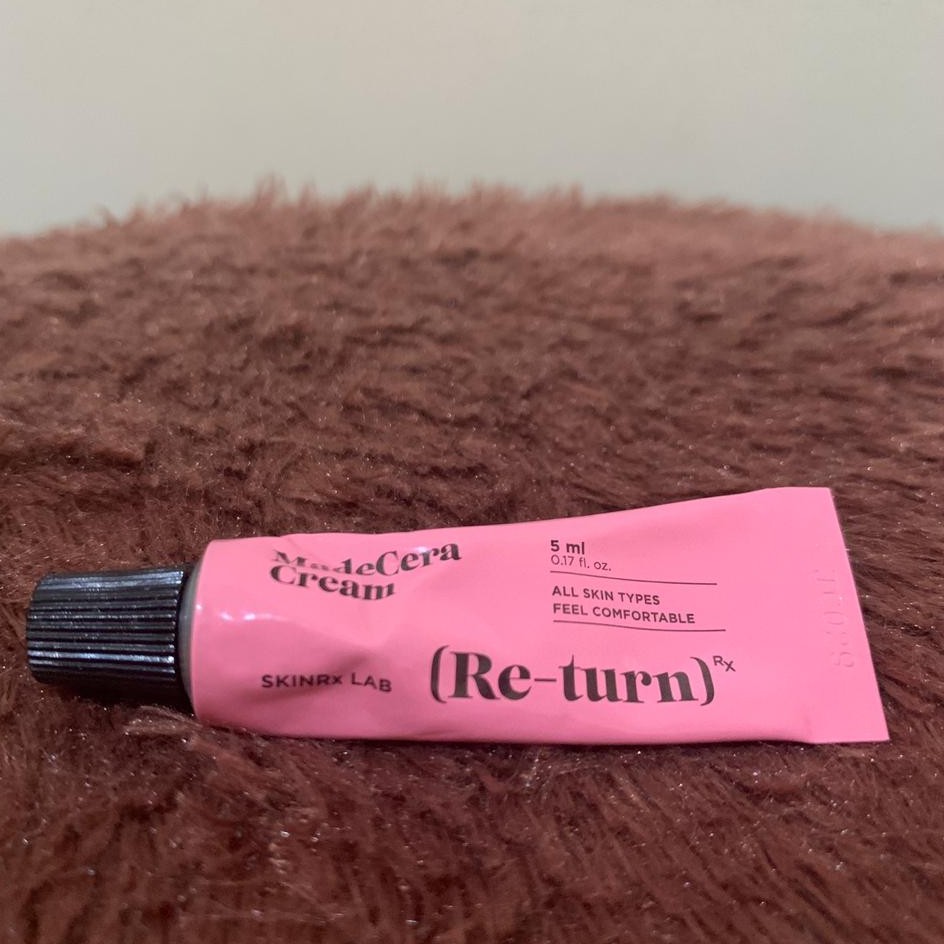 MadeCera
Cream
5 ml
0.17 fl. oz.
ALL SKIN TYPES
FEEL COMFORTABLE
SKINRx LAB
(Re-turn)Rx